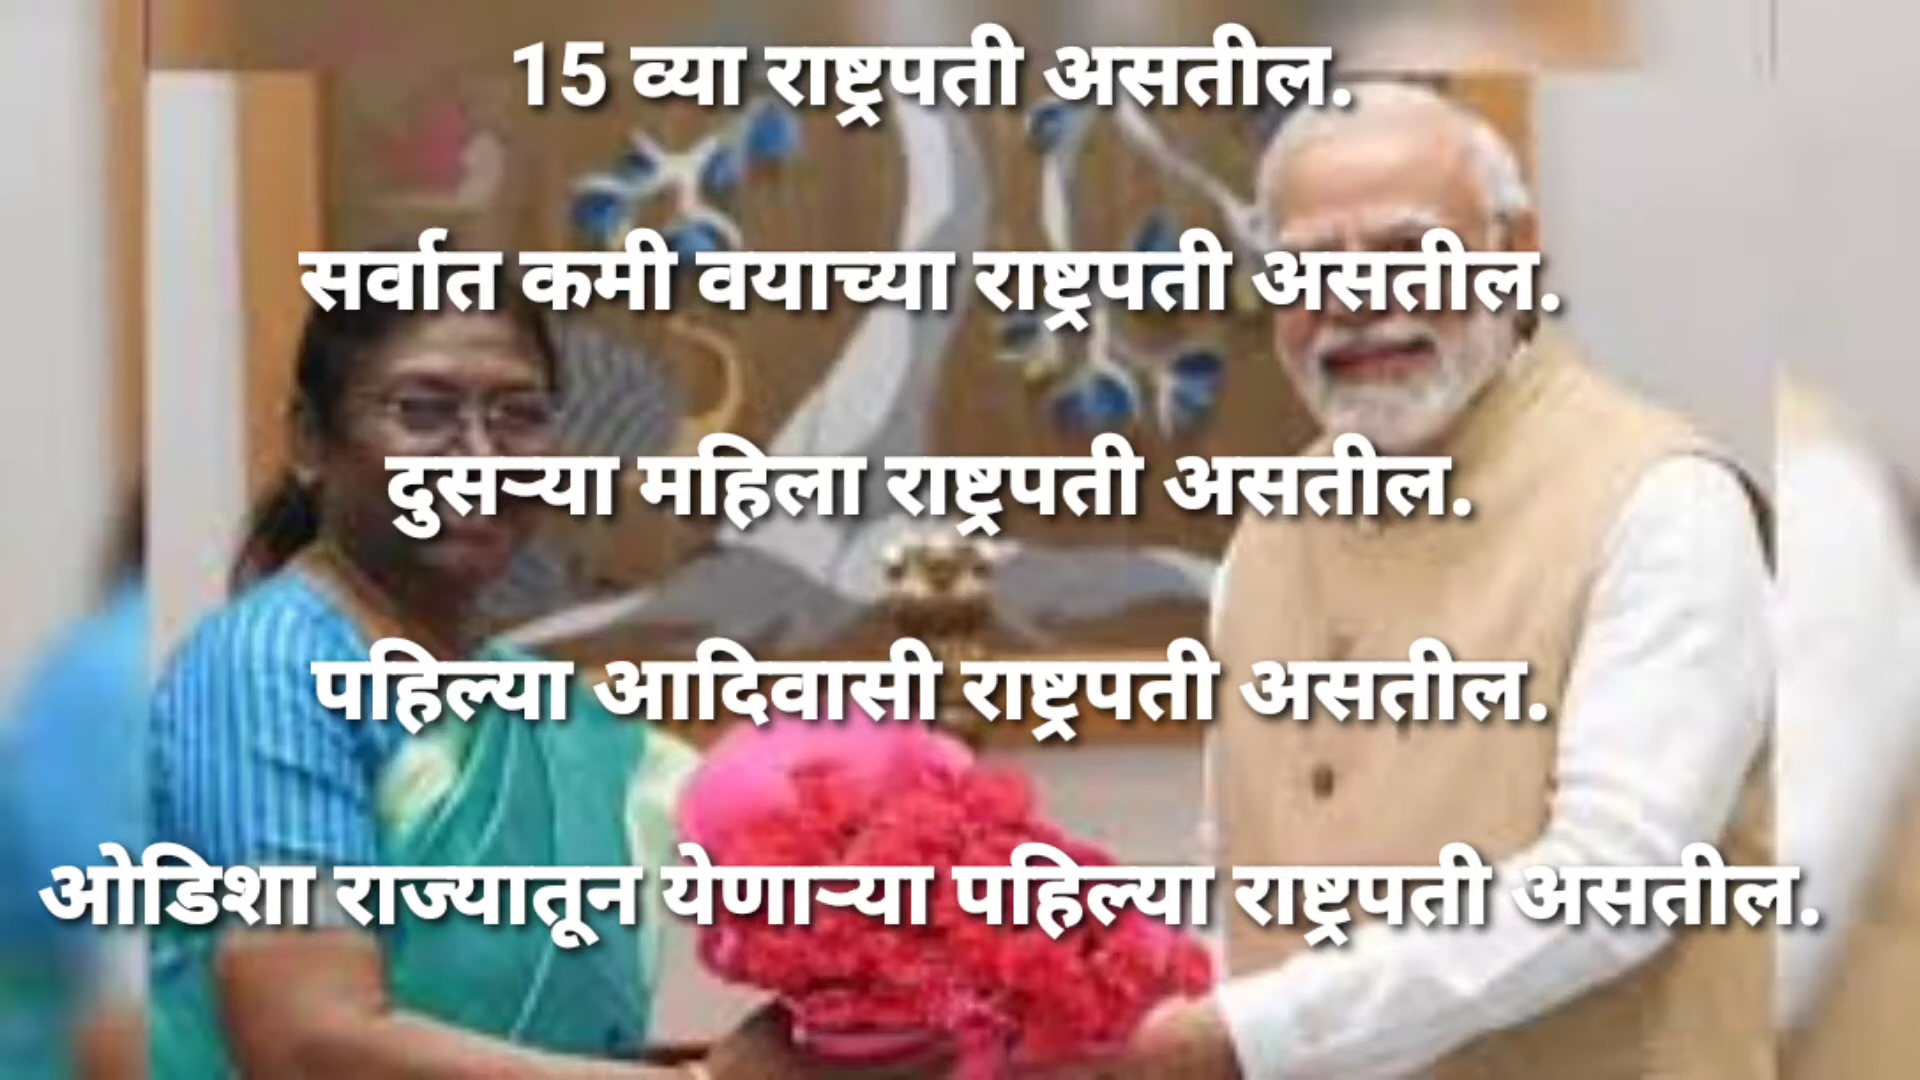 15 व्या राष्ट्रपती असतील.
सर्वात कमी वयाच्या राष्ट्रपती असतील.
दुसऱ्या महिला राष्ट्रपती असतील.
पहिल्या आदिवासी राष्ट्रपती असतील.
ओडिशा राज्यातून येणाऱ्या पहिल्या राष्ट्रपती असतील.